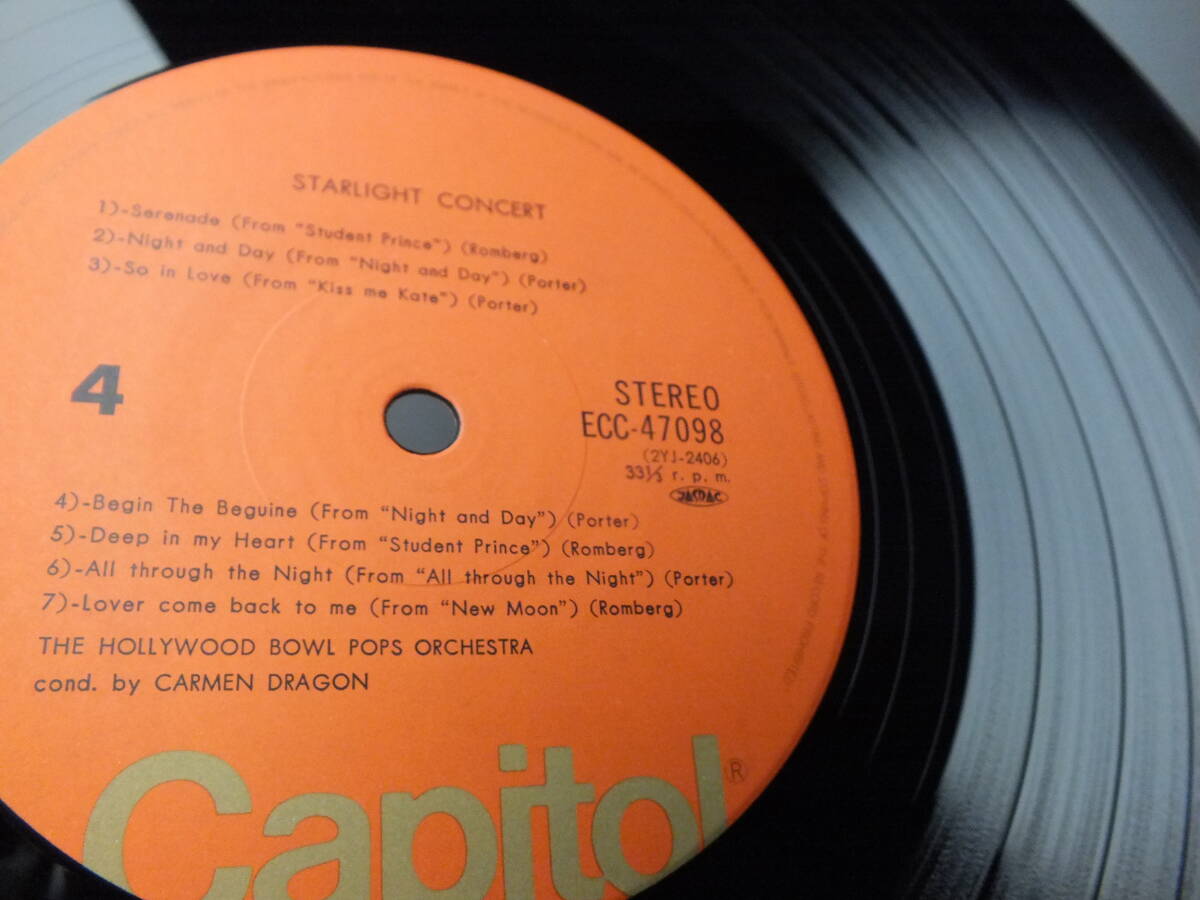 STARLIGHT CONCERT
1)-Serenade (From "Student Prince") (Romberg)
2)-Night and Day (From "Night and Day") (Porter)
3)-So in Love (From "Kiss me Kate") (Porter)
4
STEREO
ECC-47098
(2YJ-2406)
33⅓ r. p. m.
JASRAC
4)-Begin The Beguine (From "Night and Day") (Porter)
5)-Deep in my Heart (From "Student Prince") (Romberg)
6)-All through the Night (From "All through the Night") (Porter)
7)-Lover come back to me (From "New Moon") (Romberg)
THE HOLLYWOOD BOWL POPS ORCHESTRA
cond. by CARMEN DRAGON
Capitol®